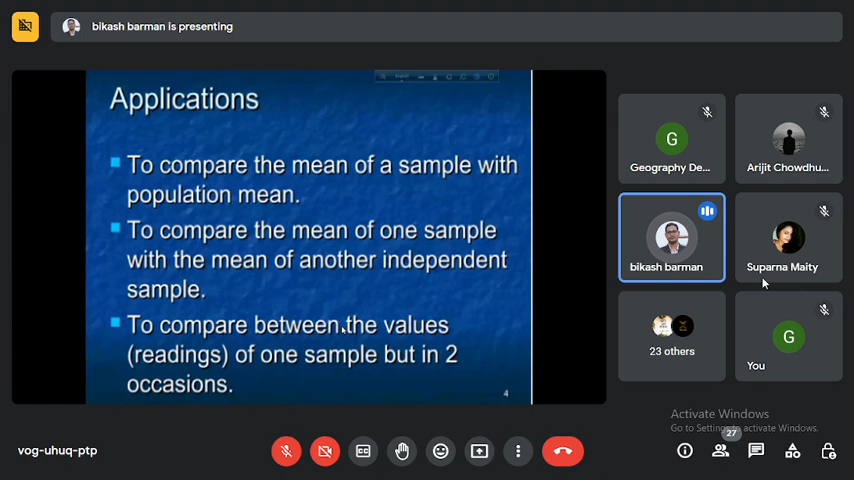 bikash barman is presenting
Applications
To compare the mean of a sample with
population mean.
To compare the mean of one sample
with the mean of another independent
sample.
To compare between the values
(readings) of one sample but in 2
occasions.
4
G
Geography De...
Arijit Chowdhu...
bikash barman
Suparna Maity
23 others
G
You
Activate Windows
Go to Settings to activate Windows.
27
vog-uhuq-ptp